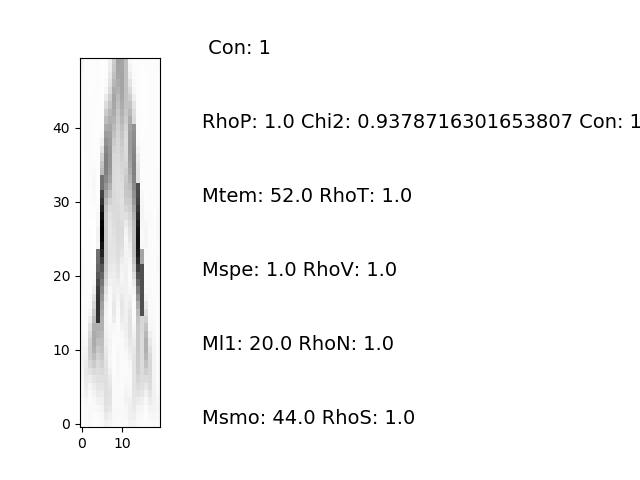 Con: 1
RhoP: 1.0 Chi2: 0.9378716301653807 Con: 1
Mtem: 52.0 RhoT: 1.0
Mspe: 1.0 RhoV: 1.0
Ml1: 20.0 RhoN: 1.0
Msmo: 44.0 RhoS: 1.0
40
30
20
10
0
0 10